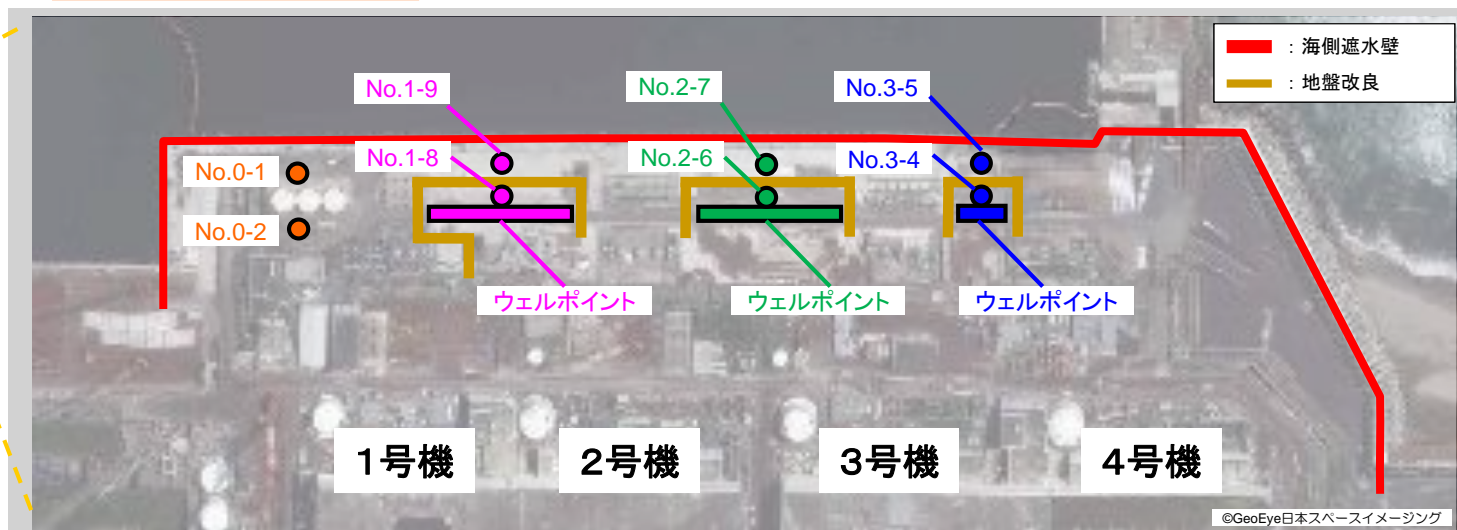 ：海側遮水壁
：地盤改良
No.1-9
No.2-7
No.3-5
No.0-1
No.1-8
No.2-6
No.3-4
No.0-2
ウェルポイント
ウェルポイント
ウェルポイント
１号機
２号機
３号機
４号機
©GeoEye日本スペースイメージング